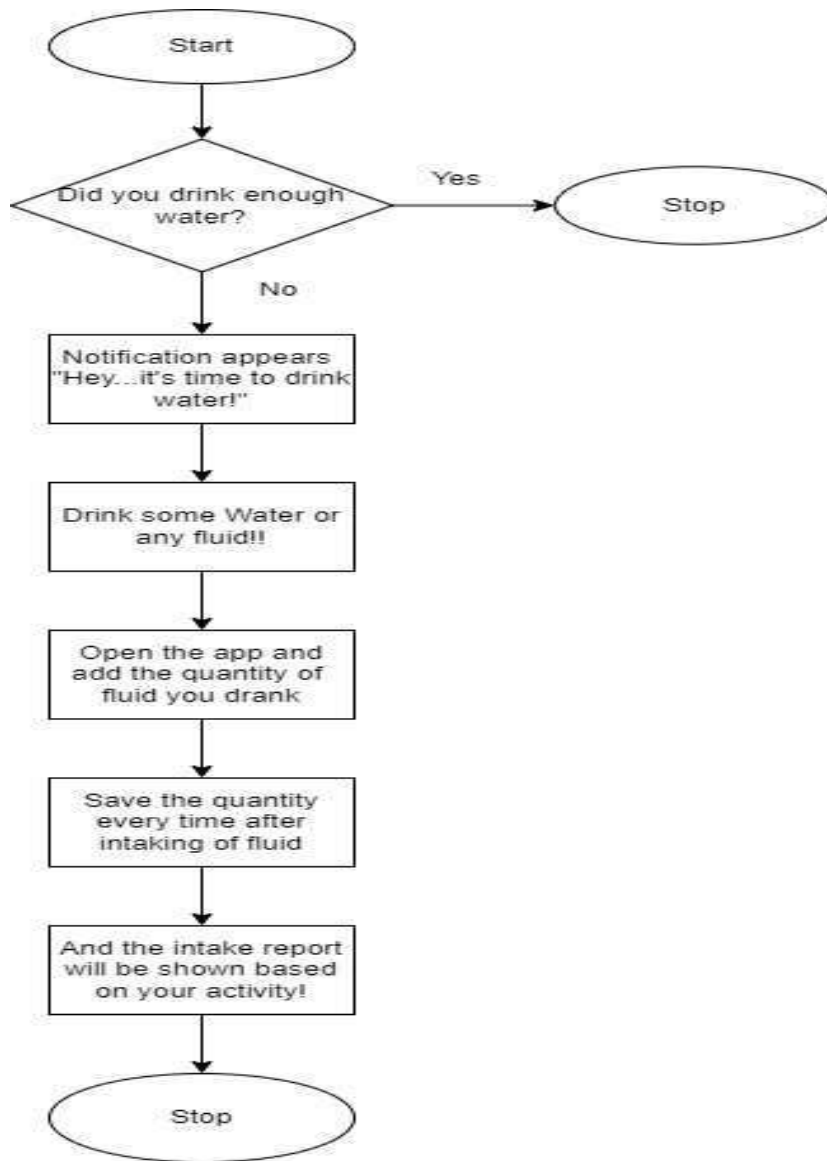 Start
Did you drink enough
water?
Yes
Stop
No
Notification appears
"Hey...it's time to drink
water!"
Drink some Water or
any fluid!!
Open the app and
add the quantity of
fluid you drank
Save the quantity
every time after
intaking of fluid
And the intake report
will be shown based
on your activity!
Stop